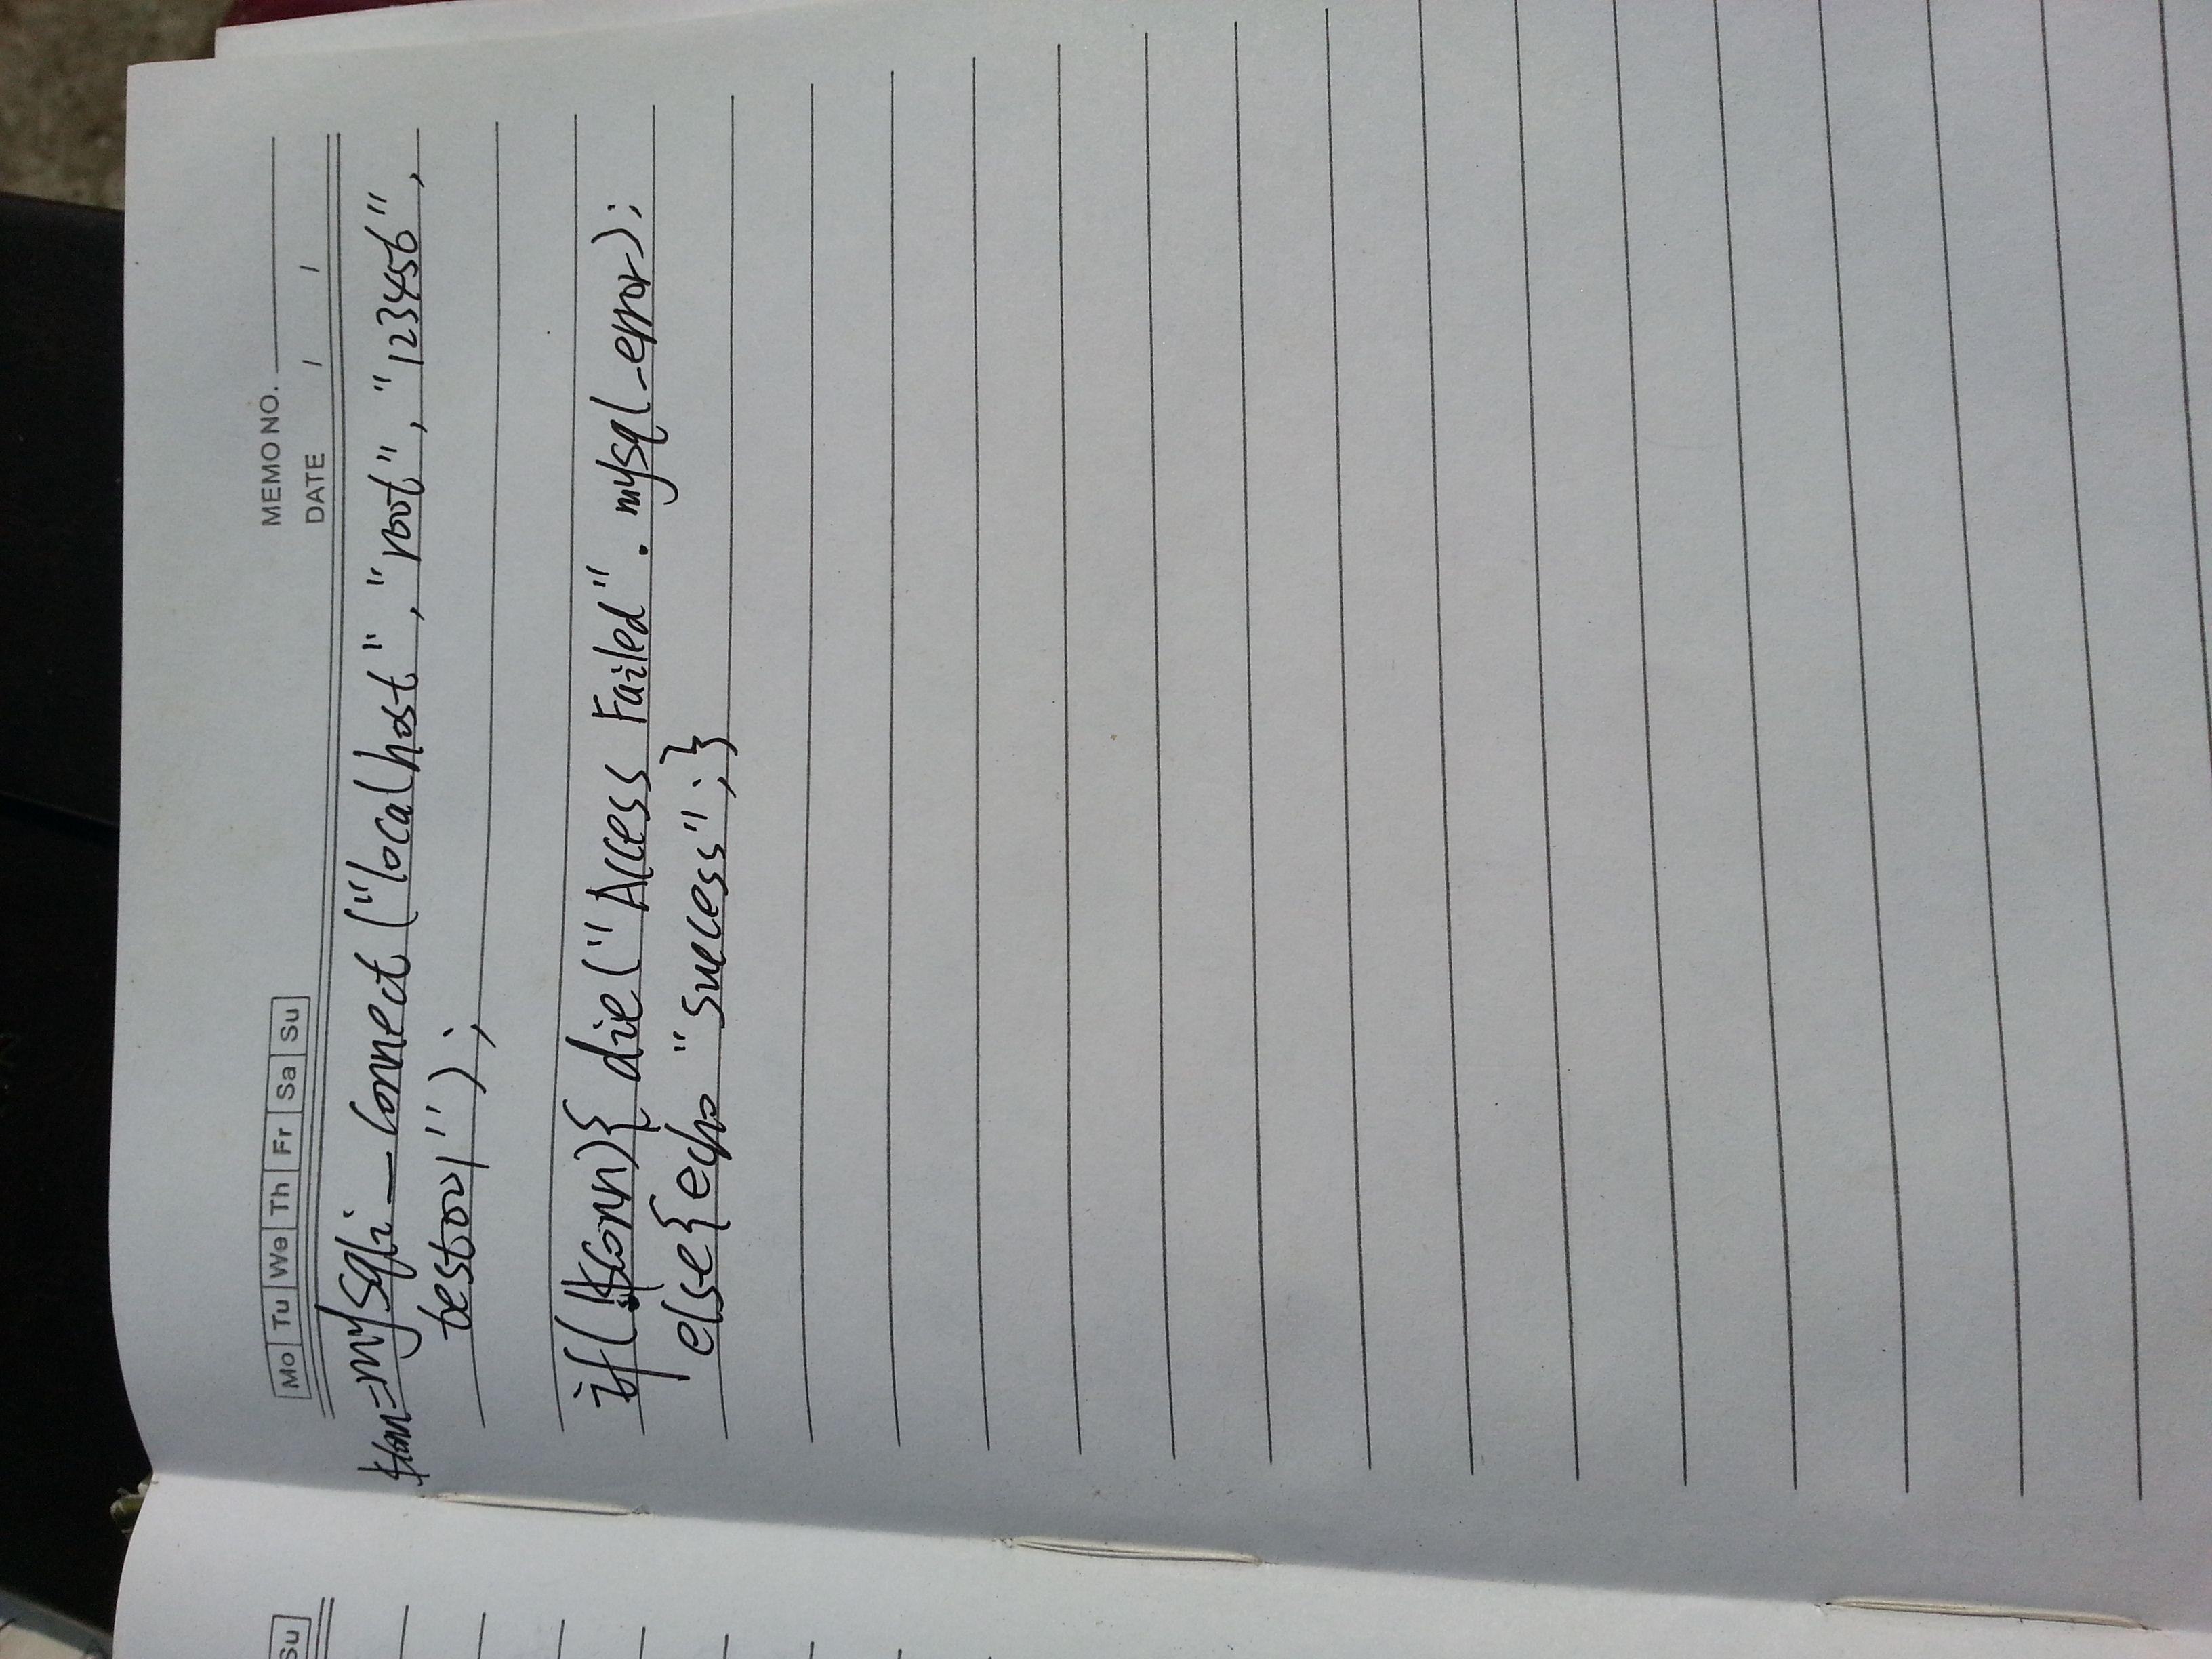 Su
Mo Tu We Th Fr Sa Su
MEMO NO.
DATE / /
$conn=mysqli_connect("localhost", "root", "123456",
test001");
if(!$conn){ die("Access Failed". mysql_error);
else{echo "success";}